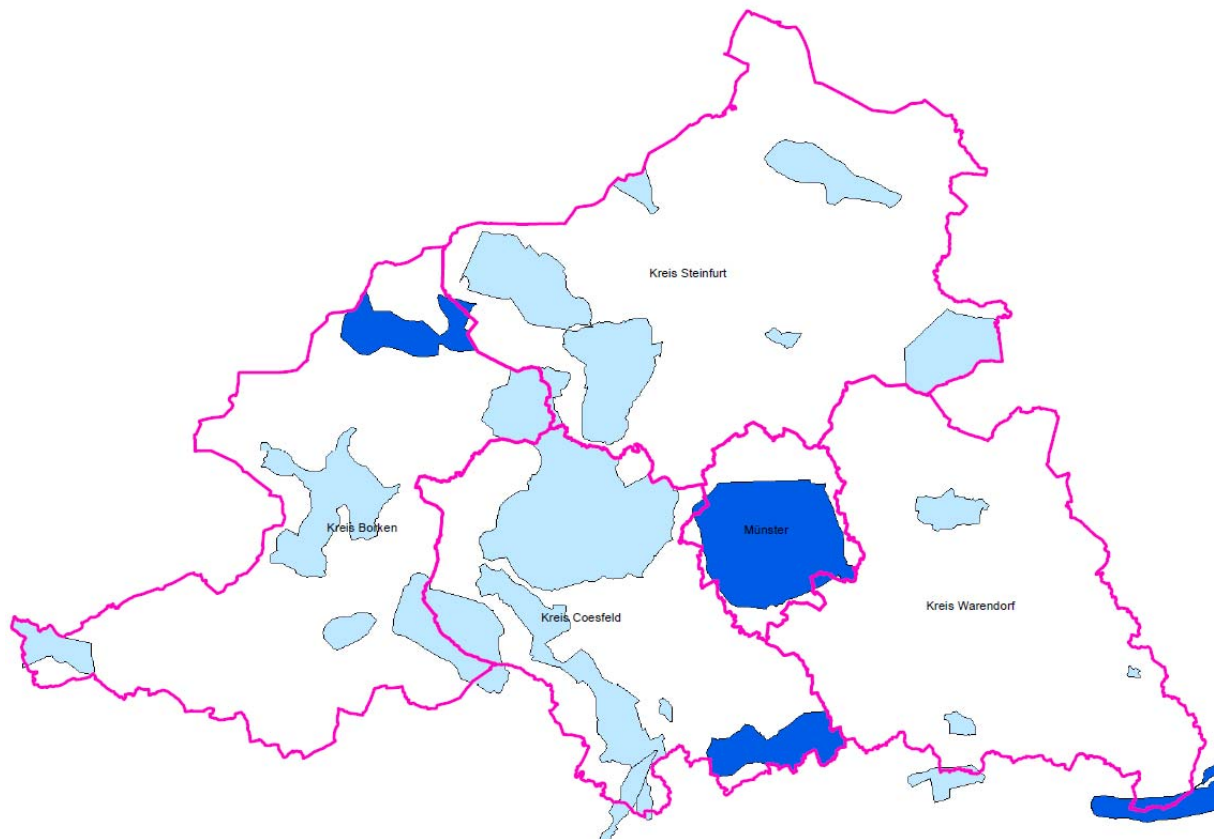 Kreis Steinfurt
Kreis Borken
Münster
Kreis Coesfeld
Kreis Warendorf